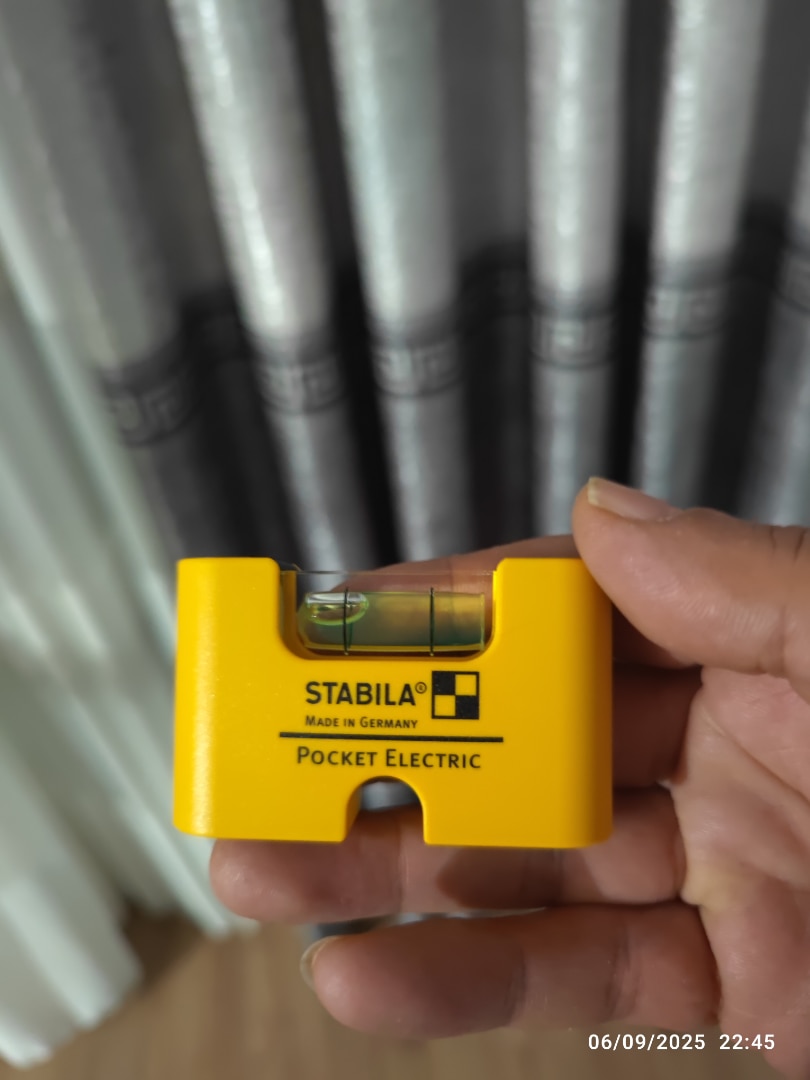 STABILA®
MADE IN GERMANY
POCKET ELECTRIC
06/09/2025 22:45